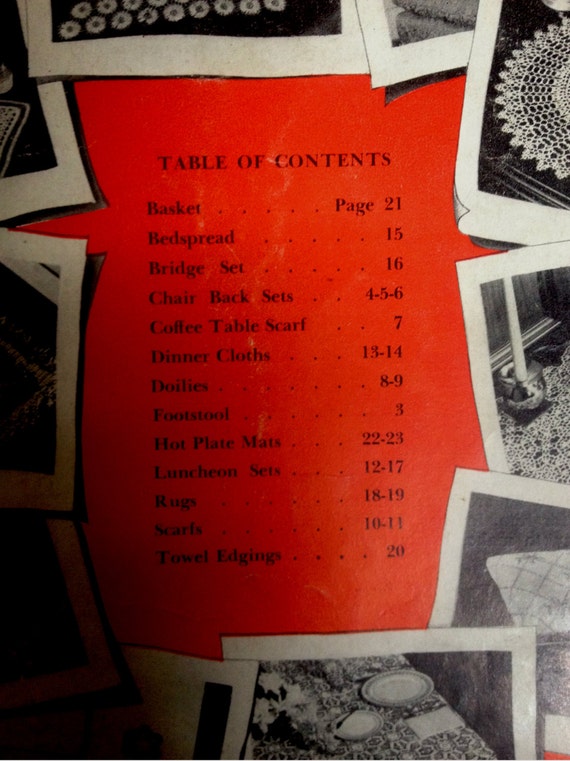 TABLE OF CONTENTS
Basket . . . . . Page 21
Bedspread . . . . . 15
Bridge Set . . . . . 16
Chair Back Sets . . 4-5-6
Coffee Table Scarf . . 7
Dinner Cloths . . . 13-14
Doilies . . . . . . . 8-9
Footstool . . . . . . 3
Hot Plate Mats . . . 22-23
Luncheon Sets . . . 12-17
Rugs . . . . . . 18-19
Scarfs . . . . . . 10-11
Towel Edgings . . . . 20